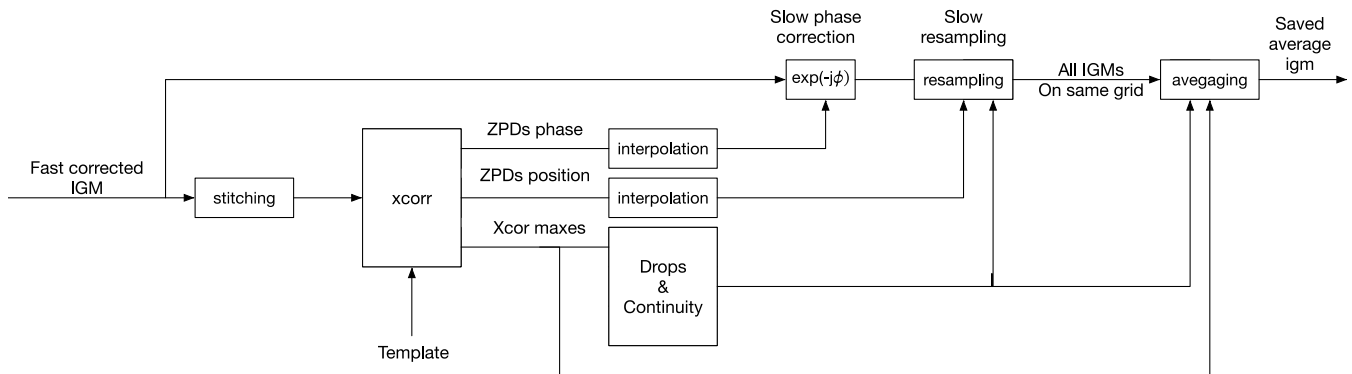 Slow phase
correction
Slow
resampling
Saved
average
igm
exp(-jϕ)
resampling
All IGMs
On same grid
avegaging
ZPDs phase
interpolation
Fast corrected
IGM
stitching
xcorr
ZPDs position
interpolation
Xcor maxes
Drops
&
Continuity
Template